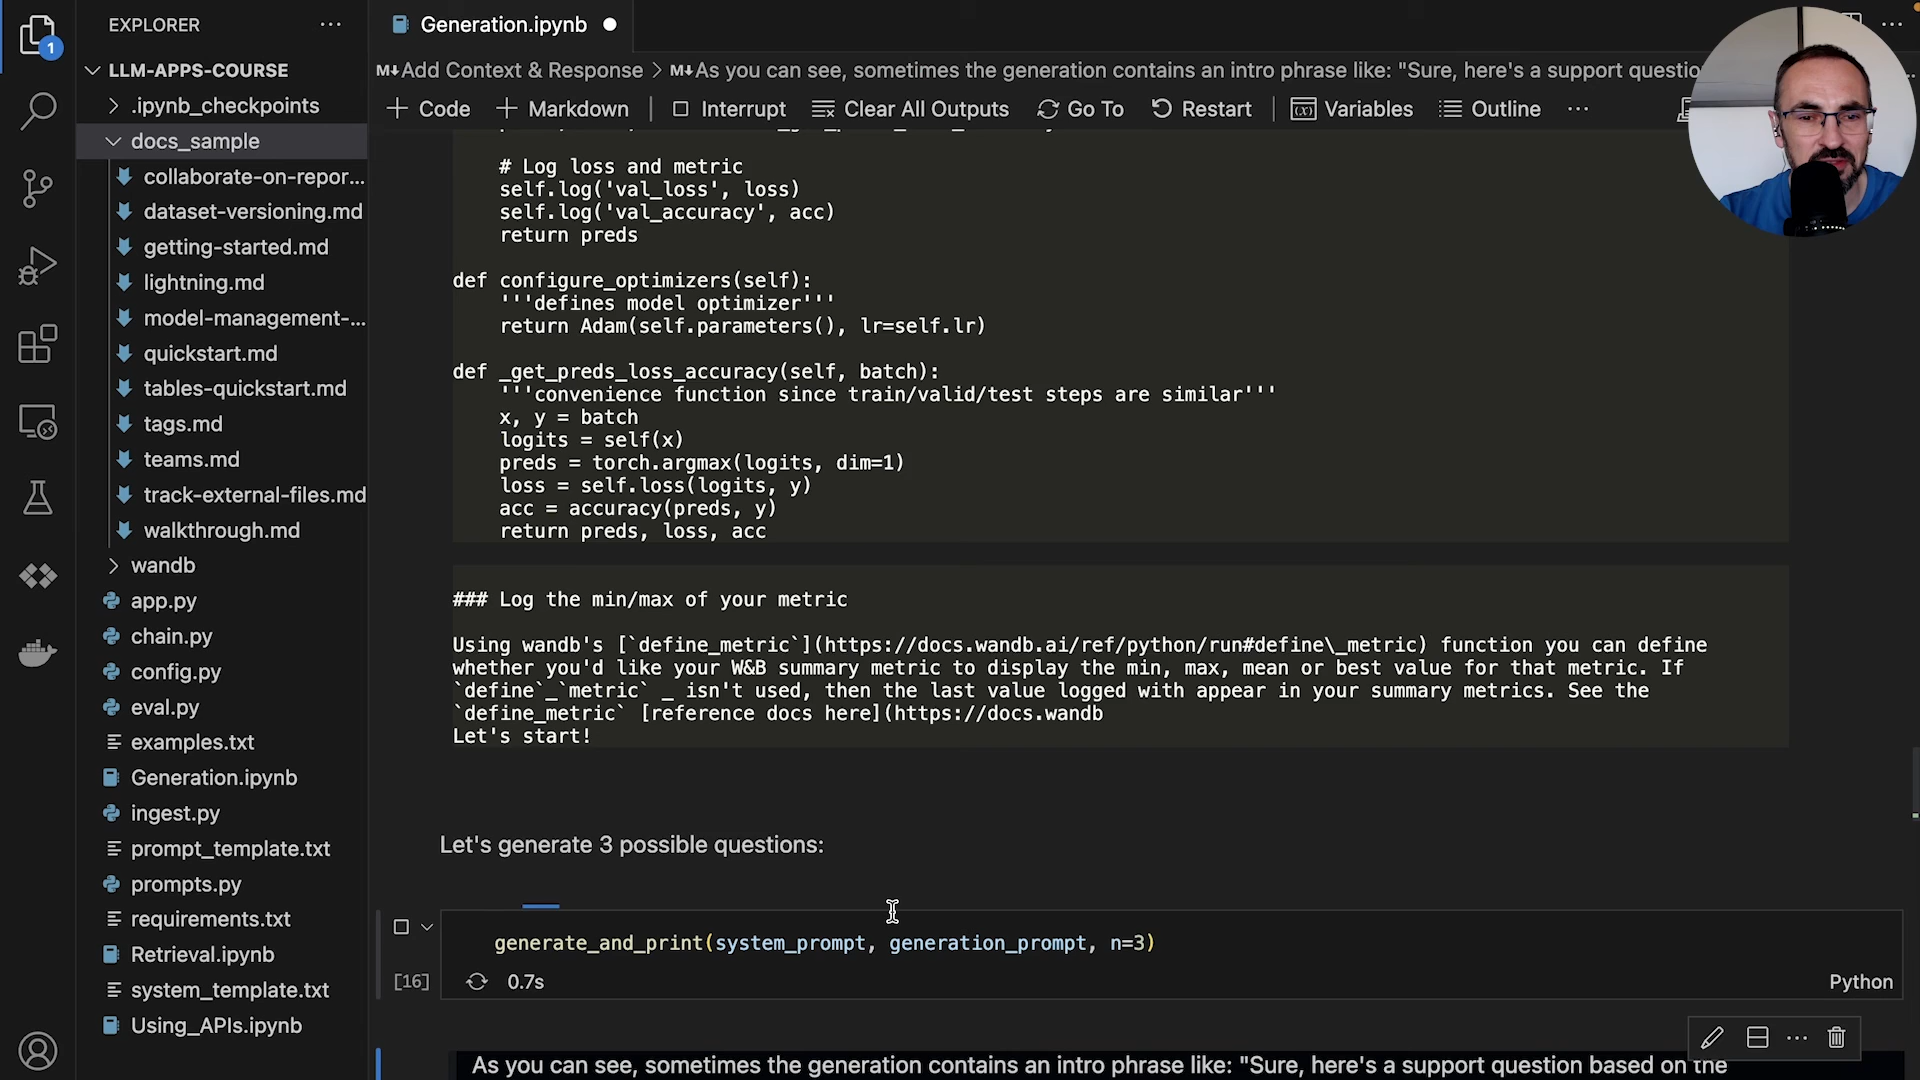 EXPLORER
Generation.ipynb
1
LLM-APPS-COURSE
Add Context & Response > As you can see, sometimes the generation contains an intro phrase like: "Sure, here's a support questio
.ipynb_checkpoints
Code
Markdown
Interrupt
Clear All Outputs
Go To
Restart
Variables
Outline
docs_sample
collaborate-on-repor...
dataset-versioning.md
getting-started.md
lightning.md
model-management-...
quickstart.md
tables-quickstart.md
tags.md
teams.md
track-external-files.md
walkthrough.md
wandb
app.py
chain.py
config.py
eval.py
examples.txt
Generation.ipynb
ingest.py
prompt_template.txt
prompts.py
requirements.txt
Retrieval.ipynb
system_template.txt
Using_APIs.ipynb
# Log loss and metric
self.log('val_loss', loss)
self.log('val_accuracy', acc)
return preds
def configure_optimizers(self):
'''defines model optimizer'''
return Adam(self.parameters(), lr=self.lr)
def _get_preds_loss_accuracy(self, batch):
'''convenience function since train/valid/test steps are similar'''
x, y = batch
logits = self(x)
preds = torch.argmax(logits, dim=1)
loss = self.loss(logits, y)
acc = accuracy(preds, y)
return preds, loss, acc
### Log the min/max of your metric
Using wandb's [`define_metric`](https://docs.wandb.ai/ref/python/run#define\_metric) function you can define
whether you'd like your W&B summary metric to display the min, max, mean or best value for that metric. If
`define`_`metric` _ isn't used, then the last value logged with appear in your summary metrics. See the
`define_metric` [reference docs here](https://docs.wandb
Let's start!
Let's generate 3 possible questions:
generate_and_print(system_prompt, generation_prompt, n=3)
[16]
0.7s
Python
As you can see, sometimes the generation contains an intro phrase like: "Sure, here's a support question based on the